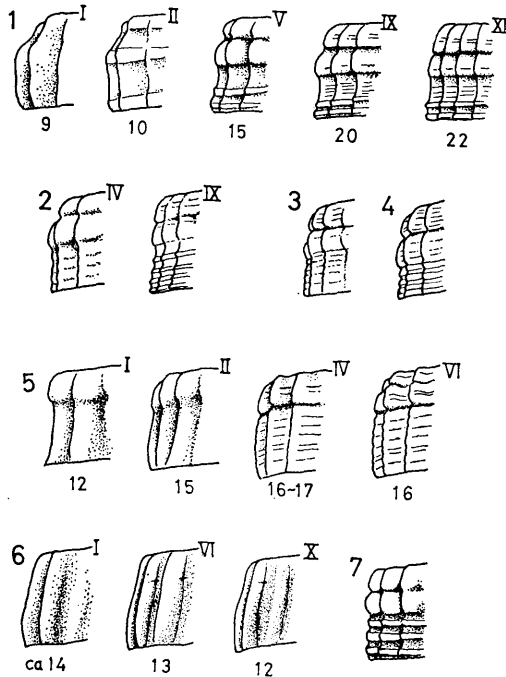 1 I II V IX XI
9 10 15 20 22
2 IV IX 3 4
5 I II IV VI
12 15 16~17 16
6 I VI X 7
ca 14 13 12